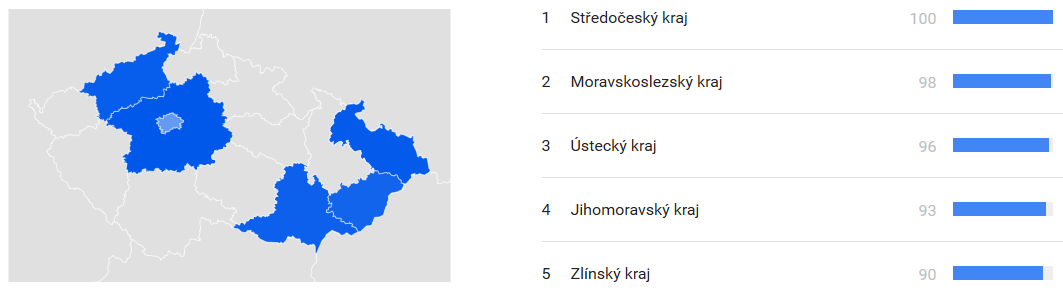 1 Středočeský kraj 100
2 Moravskoslezský kraj 98
3 Ústecký kraj 96
4 Jihomoravský kraj 93
5 Zlínský kraj 90